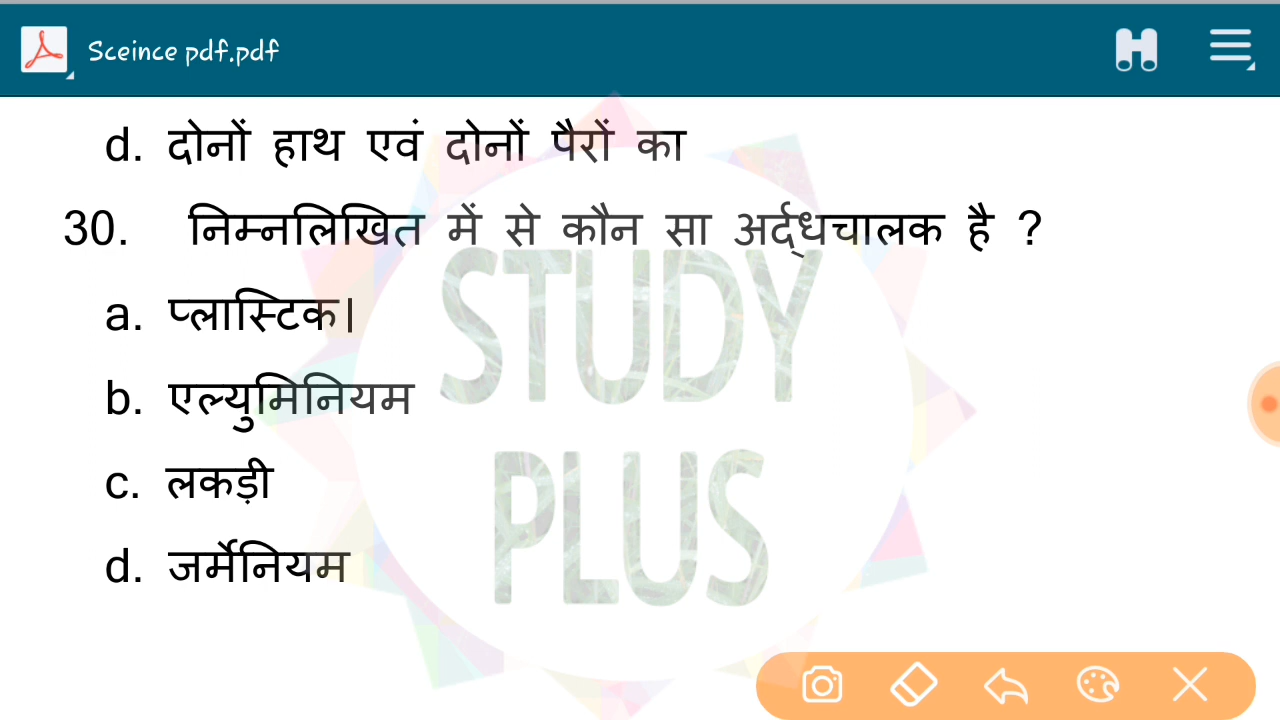 Sceince pdf.pdf
d. दोनों हाथ एवं दोनों पैरों का
30. निम्नलिखित में से कौन सा अर्द्धचालक है ?
a. प्लास्टिक|
b. एल्युमिनियम
c. लकड़ी
d. जर्मेनियम
STUDY
PLUS